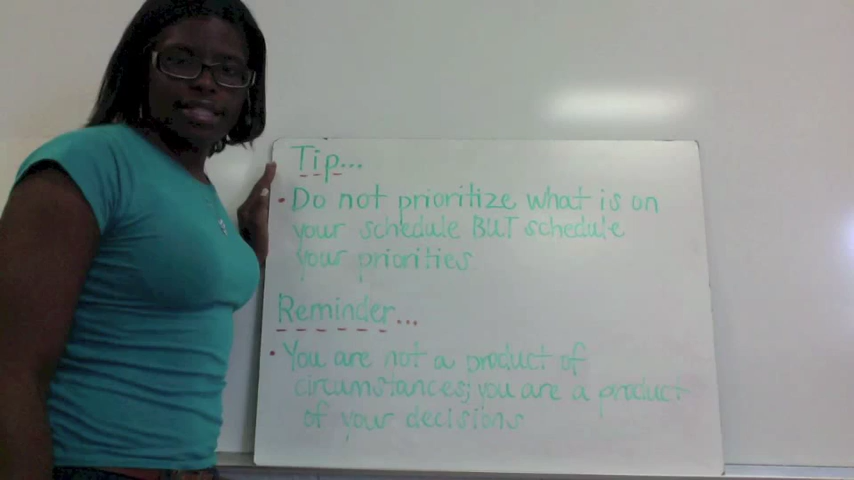 Tip...
• Do not prioritize what is on
your schedule BUT schedule
your priorities
Reminder...
• You are not a product of
circumstances; you are a product
of your decisions